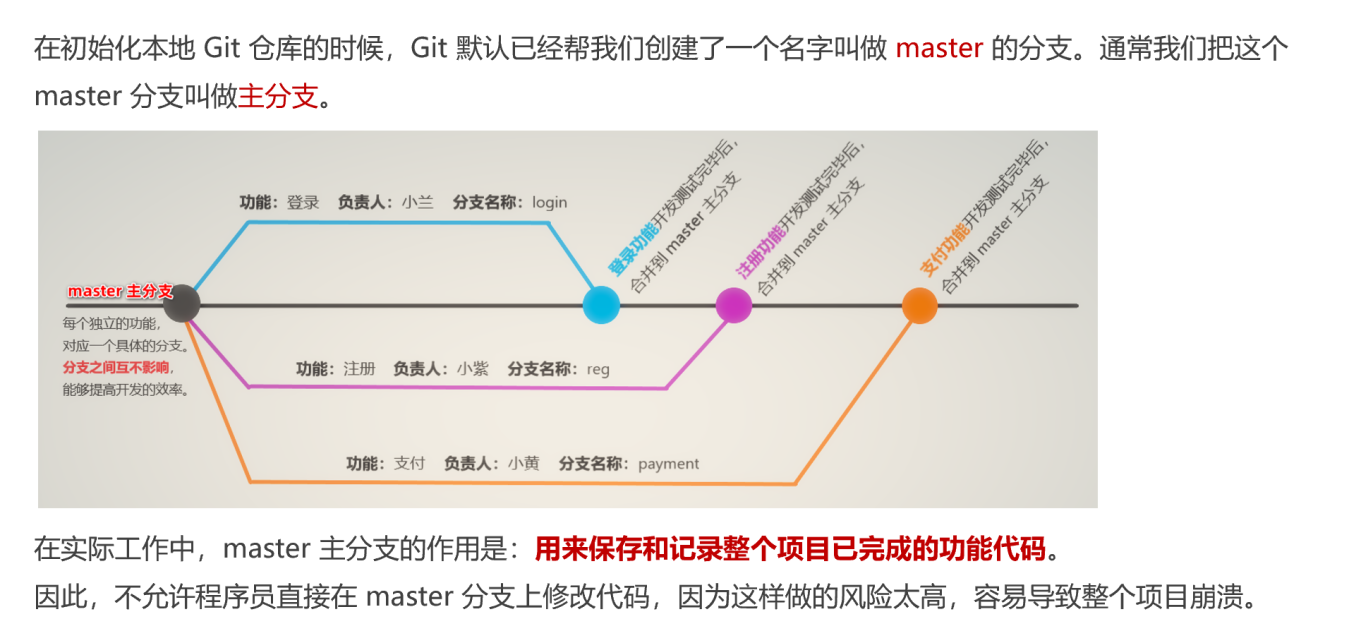 在初始化本地 Git 仓库的时候，Git 默认已经帮我们创建了一个名字叫做 master 的分支。通常我们把这个
master 分支叫做主分支。
功能：登录 负责人：小兰 分支名称：login
登录功能开发测试完毕后，
合并到 master 主分支
注册功能开发测试完毕后，
合并到 master 主分支
支付功能开发测试完毕后，
合并到 master 主分支
master 主分支
每个独立的功能，
对应一个具体的分支。
分支之间互不影响，
能够提高开发的效率。
功能：注册 负责人：小紫 分支名称：reg
功能：支付 负责人：小黄 分支名称：payment
在实际工作中，master 主分支的作用是：用来保存和记录整个项目已完成的功能代码。
因此，不允许程序员直接在 master 分支上修改代码，因为这样做的风险太高，容易导致整个项目崩溃。